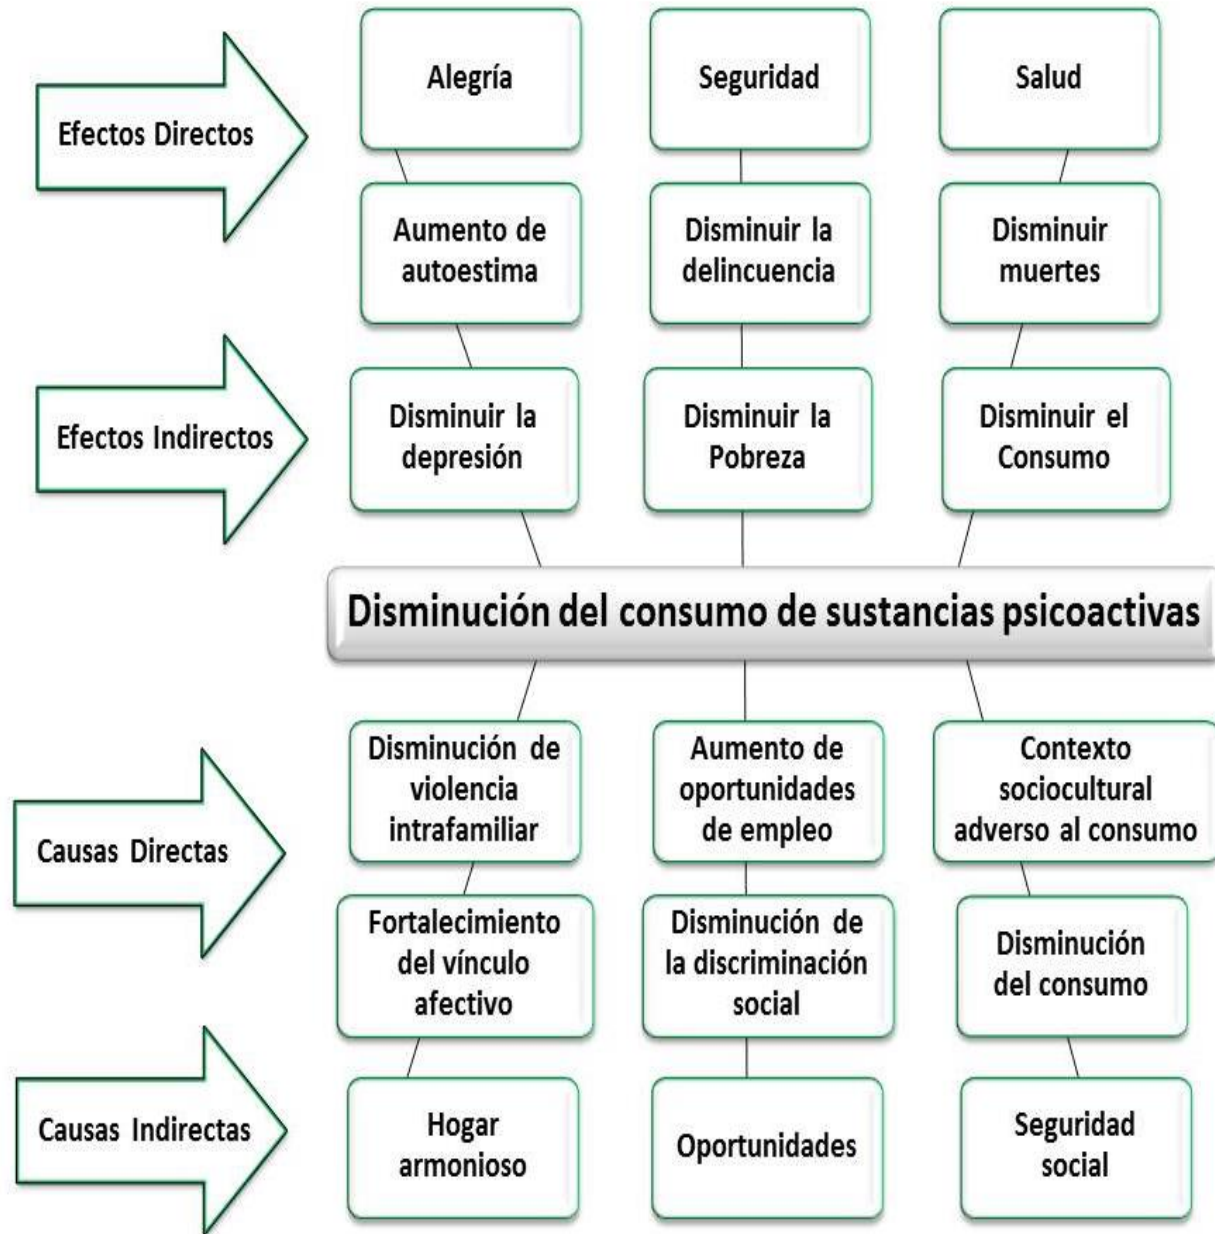 Efectos Directos
Alegría
Seguridad
Salud
Aumento de
autoestima
Disminuir la
delincuencia
Disminuir
muertes
Efectos Indirectos
Disminuir la
depresión
Disminuir la
Pobreza
Disminuir el
Consumo
Disminución del consumo de sustancias psicoactivas
Causas Directas
Disminución de
violencia
intrafamiliar
Aumento de
oportunidades
de empleo
Contexto
sociocultural
adverso al consumo
Fortalecimiento
del vínculo
afectivo
Disminución de
la discriminación
social
Disminución
del consumo
Causas Indirectas
Hogar
armonioso
Oportunidades
Seguridad
social